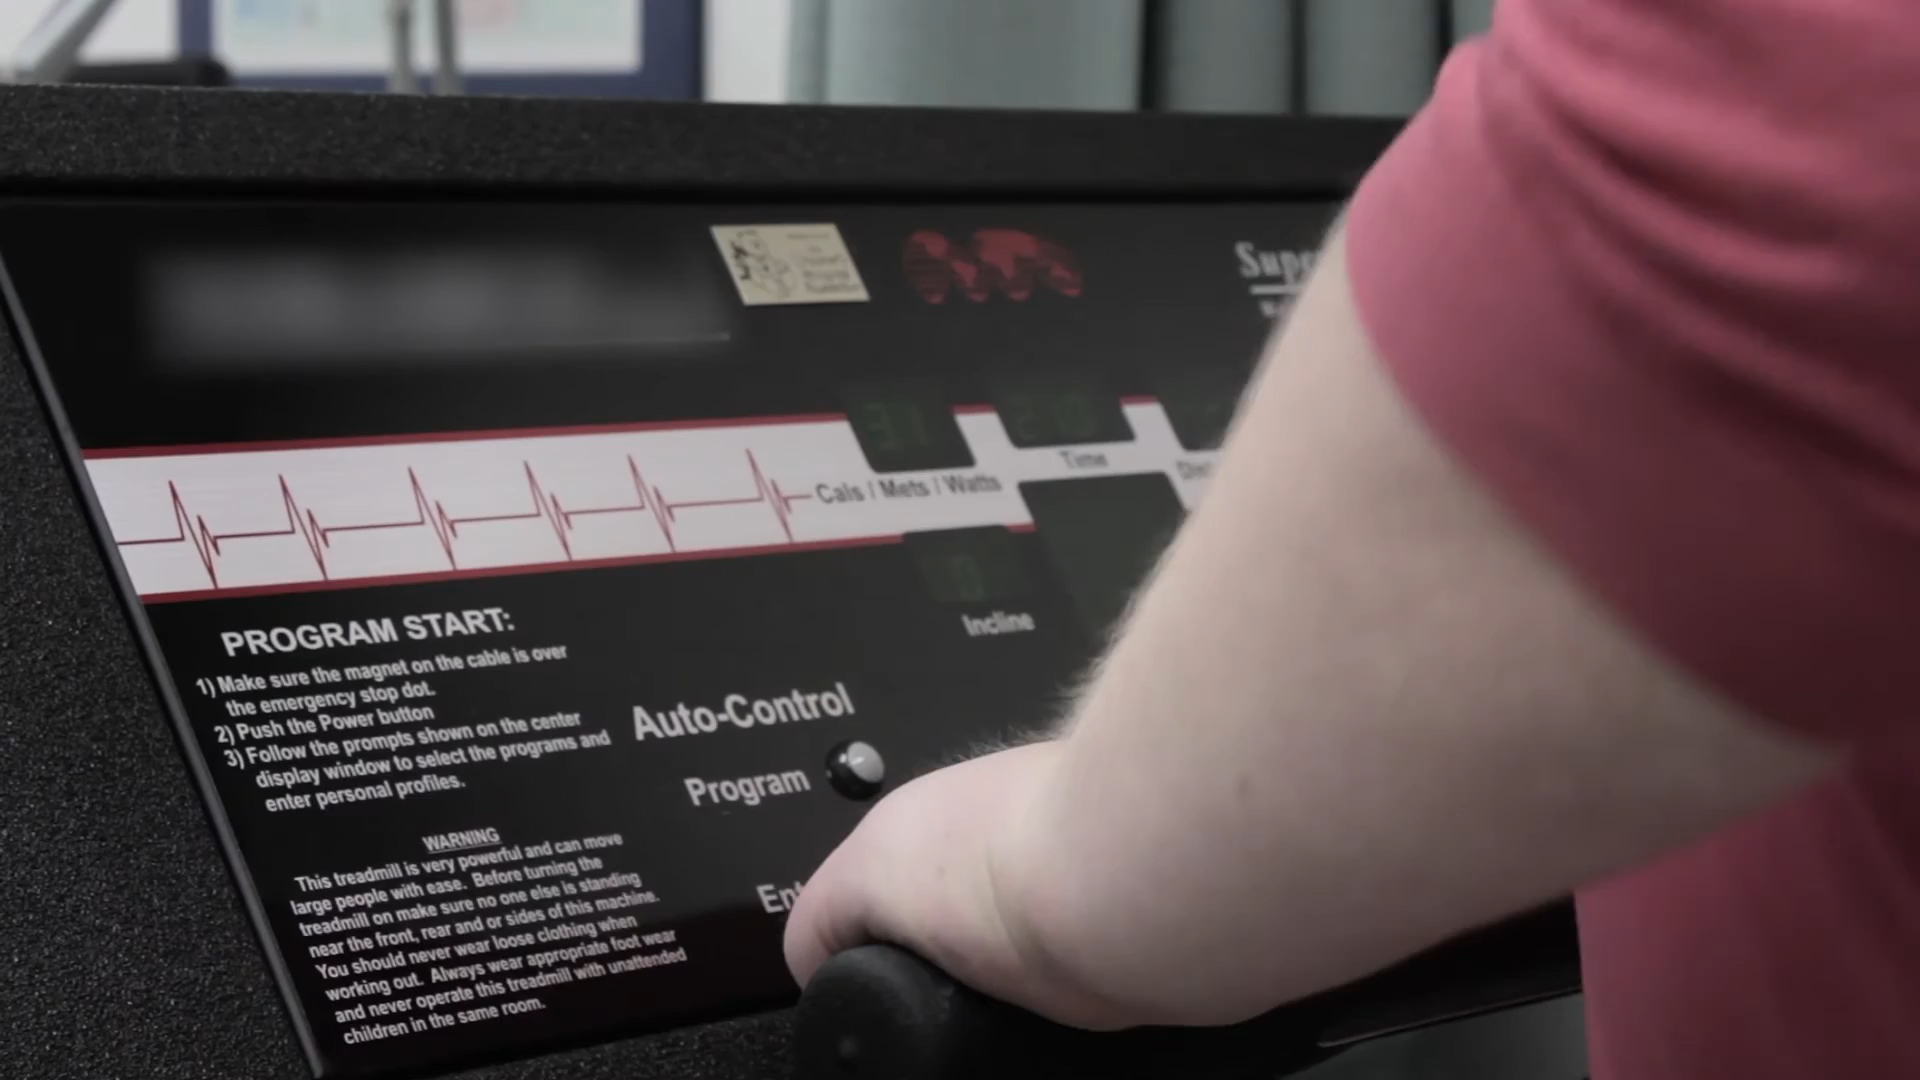 Supe
Cals / Mets / Watts
Time
Dist
Incline
PROGRAM START:
1) Make sure the magnet on the cable is over
the emergency stop dot.
2) Push the Power button
3) Follow the prompts shown on the center
display window to select the programs and
enter personal profiles.
Auto-Control
Program
Ent
WARNING
This treadmill is very powerful and can move
large people with ease. Before turning the
treadmill on make sure no one else is standing
near the front, rear and or sides of this machine.
You should never wear loose clothing when
working out. Always wear appropriate foot wear
and never operate this treadmill with unattended
children in the same room.